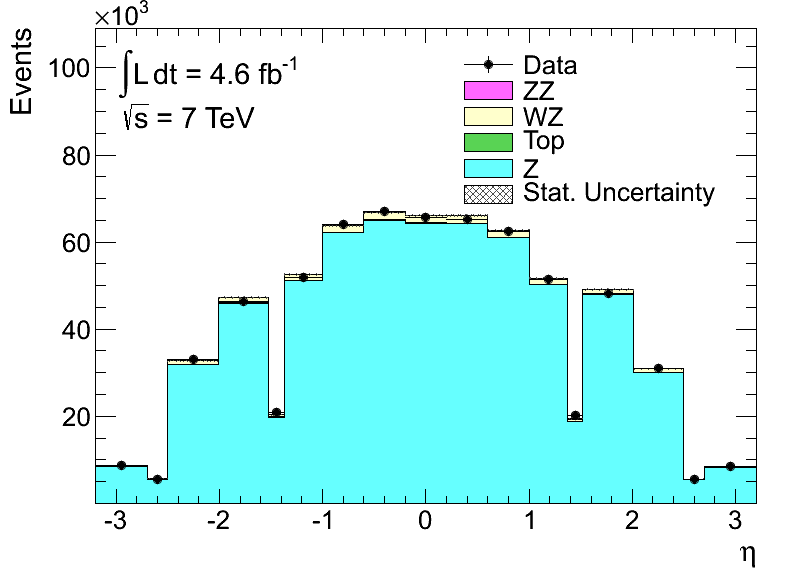 ×10³
Events
∫L dt = 4.6 fb⁻¹
√s = 7 TeV
Data
ZZ
WZ
Top
Z
Stat. Uncertainty
100
80
60
40
20
-3 -2 -1 0 1 2 3
η